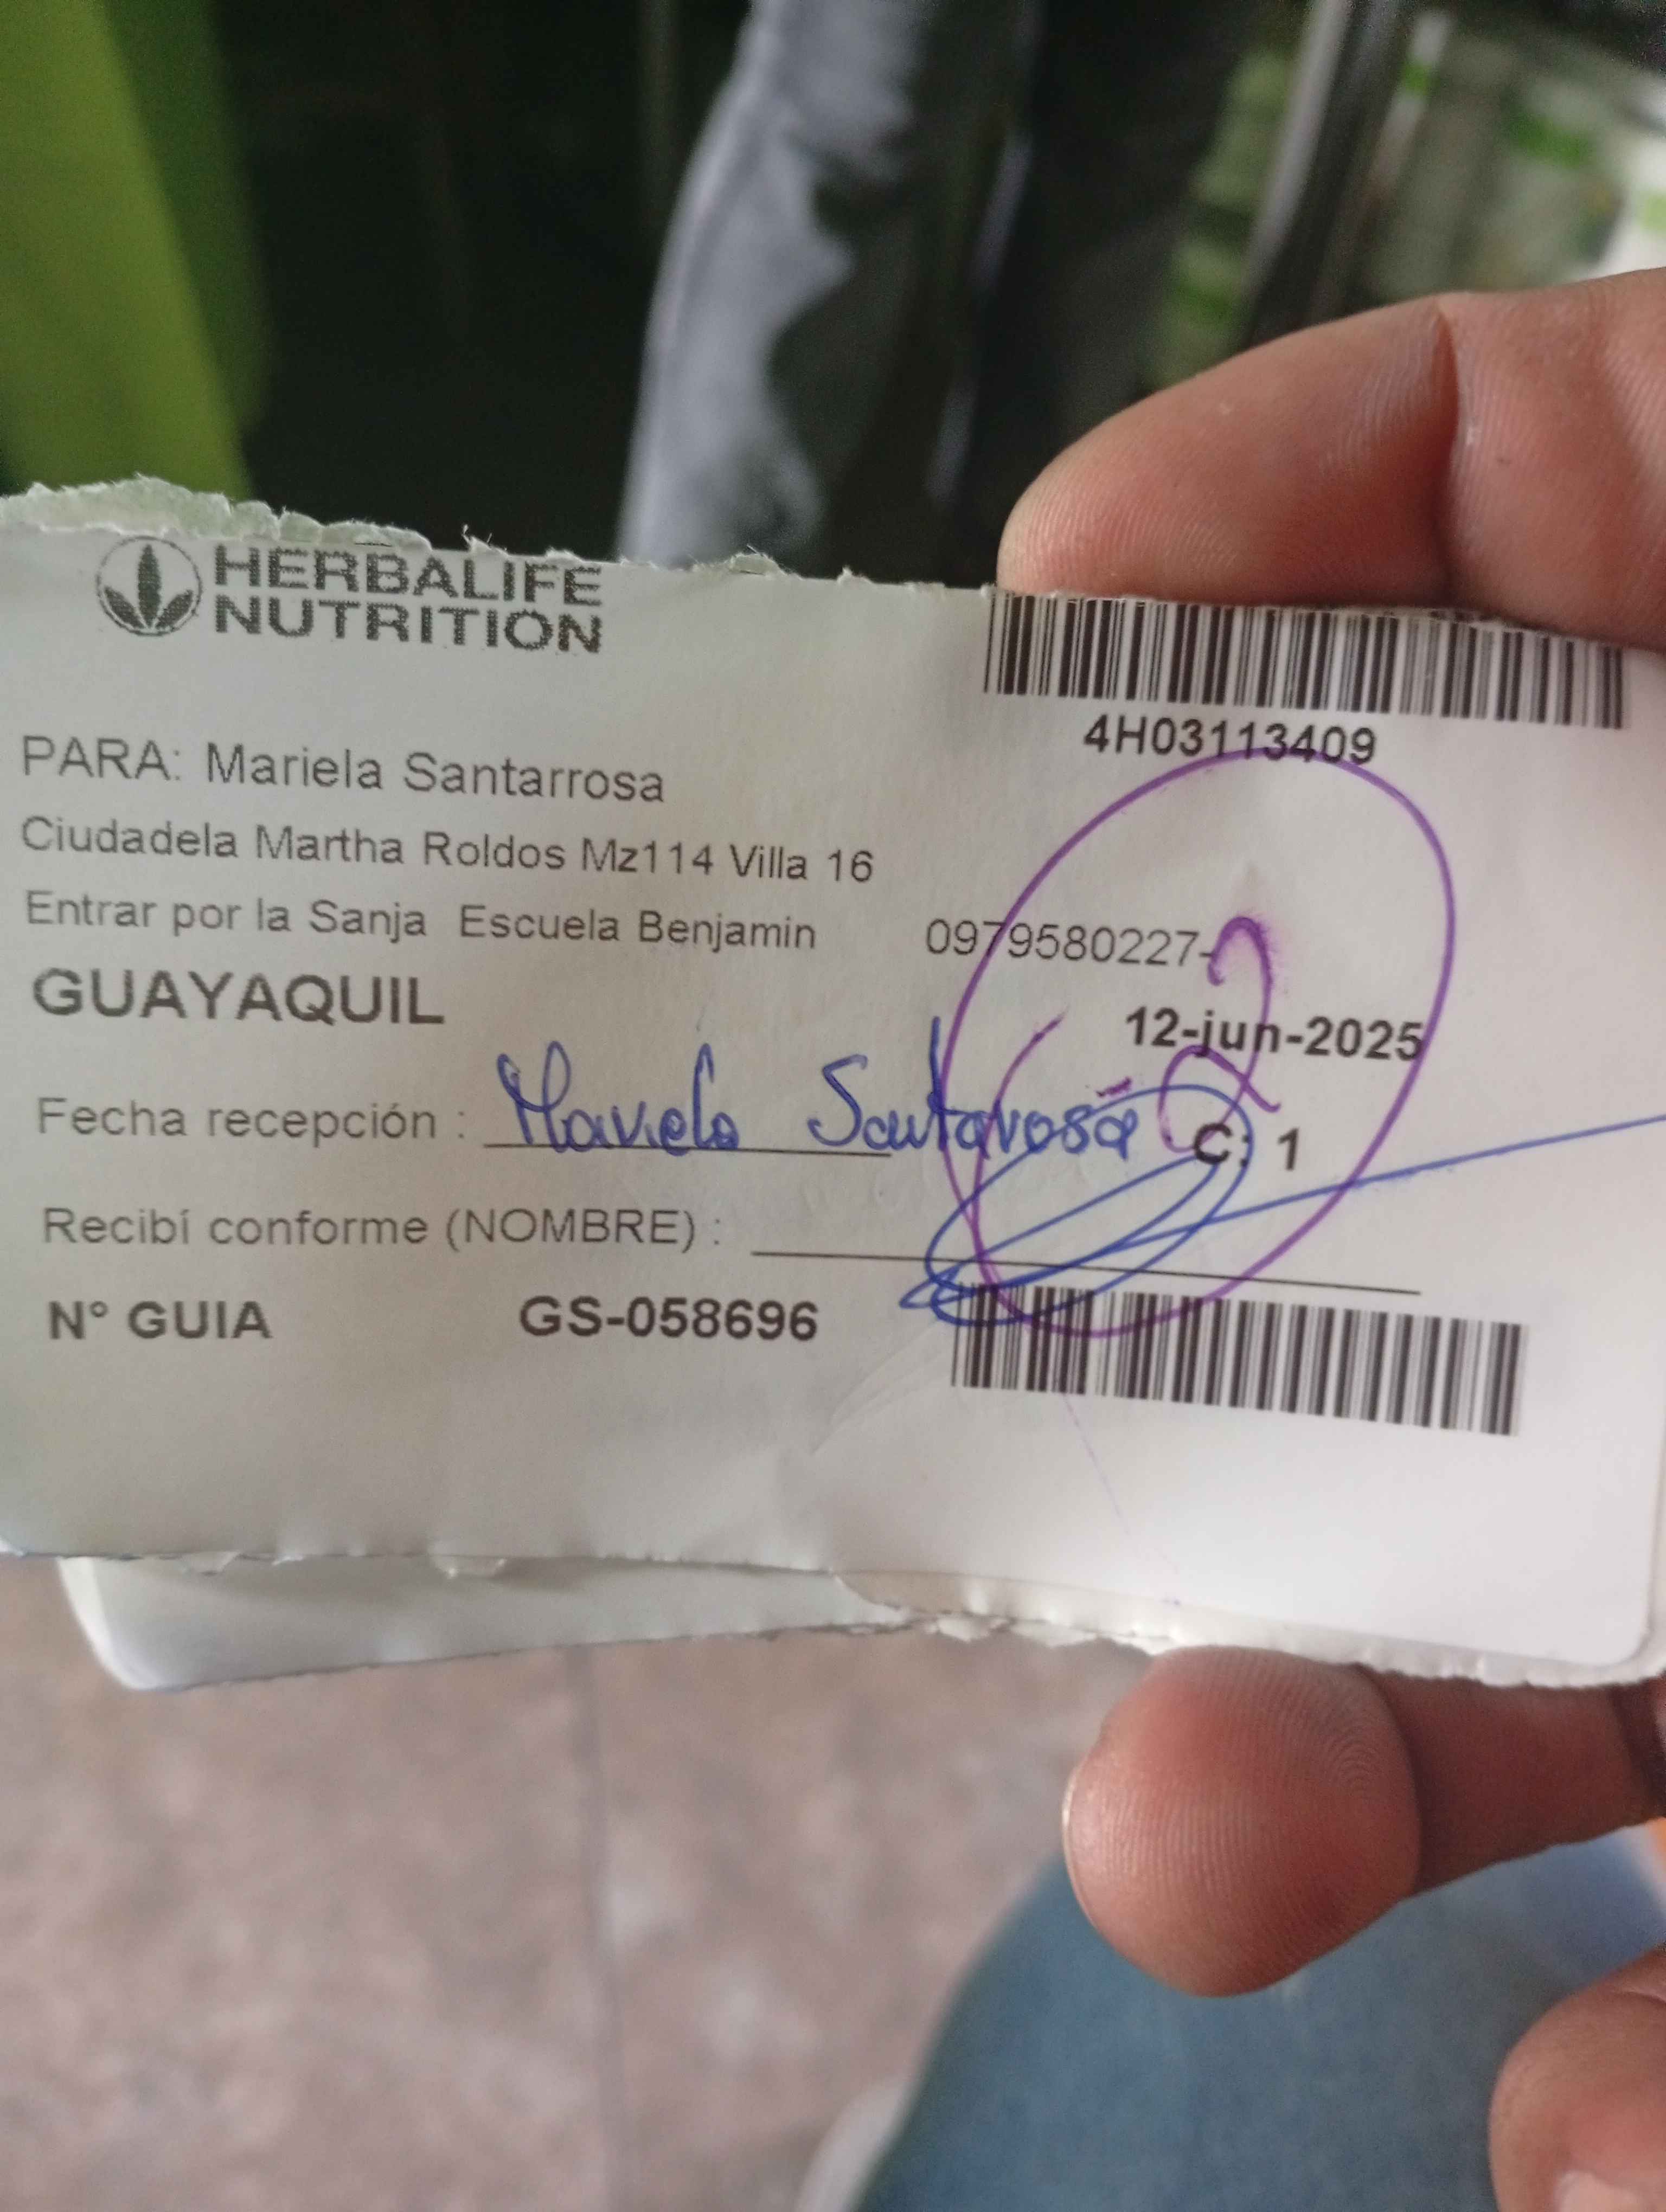 HERBALIFE
NUTRITION
4H03113409
PARA: Mariela Santarrosa
Ciudadela Martha Roldos Mz114 Villa 16
Entrar por la Sanja Escuela Benjamin 0979580227-
GUAYAQUIL
12-jun-2025
Fecha recepción : Mariela Santarosa C: 1
Recibí conforme (NOMBRE) :
N° GUIA GS-058696